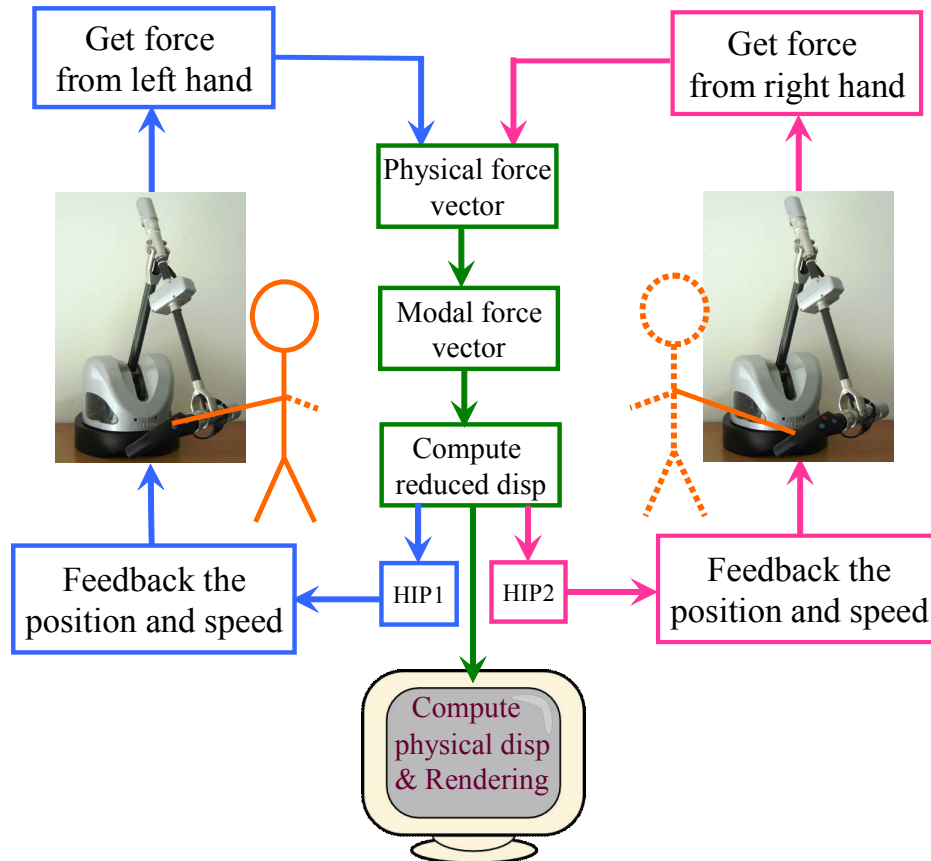 Get force
from left hand
Get force
from right hand
Physical force
vector
Modal force
vector
Compute
reduced disp
HIP1
HIP2
Feedback the
position and speed
Feedback the
position and speed
Compute
physical disp
& Rendering